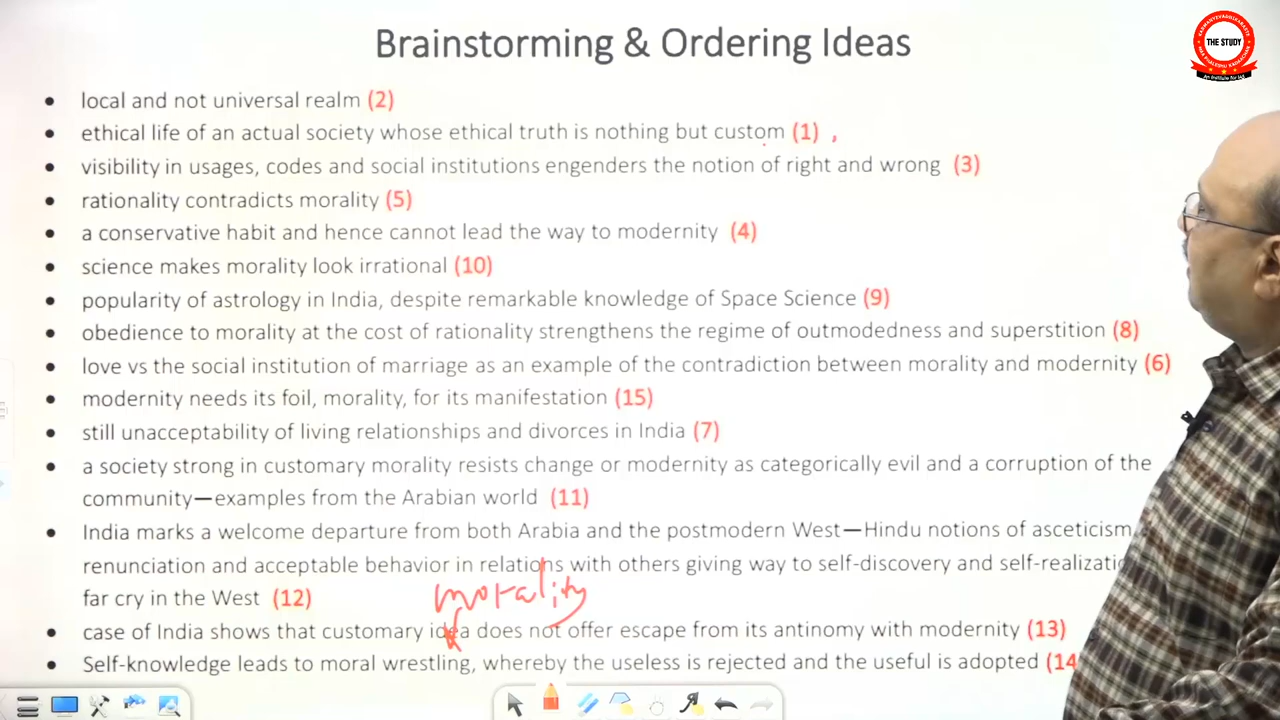 Brainstorming & Ordering Ideas
THE STUDY
An Institute for IAS
• local and not universal realm (2)
• ethical life of an actual society whose ethical truth is nothing but custom (1) ,
• visibility in usages, codes and social institutions engenders the notion of right and wrong (3)
• rationality contradicts morality (5)
• a conservative habit and hence cannot lead the way to modernity (4)
• science makes morality look irrational (10)
• popularity of astrology in India, despite remarkable knowledge of Space Science (9)
• obedience to morality at the cost of rationality strengthens the regime of outmodedness and superstition (8)
• love vs the social institution of marriage as an example of the contradiction between morality and modernity (6)
• modernity needs its foil, morality, for its manifestation (15)
• still unacceptability of living relationships and divorces in India (7)
• a society strong in customary morality resists change or modernity as categorically evil and a corruption of the
community—examples from the Arabian world (11)
• India marks a welcome departure from both Arabia and the postmodern West—Hindu notions of asceticism,
renunciation and acceptable behavior in relations with others giving way to self-discovery and self-realizatio
far cry in the West (12)
morality
• case of India shows that customary idea does not offer escape from its antinomy with modernity (13)
• Self-knowledge leads to moral wrestling, whereby the useless is rejected and the useful is adopted (14